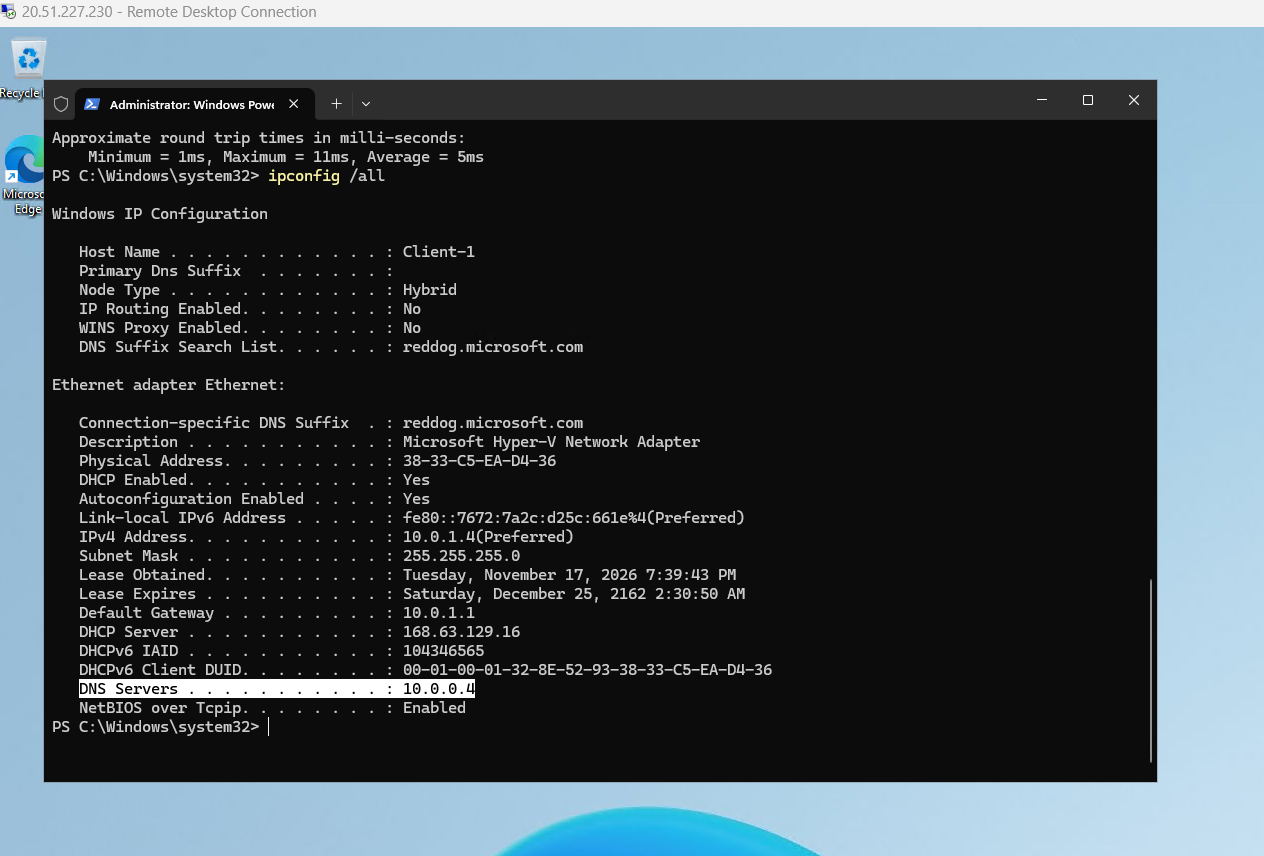 20.51.227.230 - Remote Desktop Connection
Recycle
Administrator: Windows Powe
Approximate round trip times in milli-seconds:
    Minimum = 1ms, Maximum = 11ms, Average = 5ms
PS C:\Windows\system32> ipconfig /all
Microso
Edge
Windows IP Configuration
   Host Name . . . . . . . . . . . . : Client-1
   Primary Dns Suffix  . . . . . . . :
   Node Type . . . . . . . . . . . . : Hybrid
   IP Routing Enabled. . . . . . . . : No
   WINS Proxy Enabled. . . . . . . . : No
   DNS Suffix Search List. . . . . . : reddog.microsoft.com
Ethernet adapter Ethernet:
   Connection-specific DNS Suffix  . : reddog.microsoft.com
   Description . . . . . . . . . . . : Microsoft Hyper-V Network Adapter
   Physical Address. . . . . . . . . : 38-33-C5-EA-D4-36
   DHCP Enabled. . . . . . . . . . . : Yes
   Autoconfiguration Enabled . . . . : Yes
   Link-local IPv6 Address . . . . . : fe80::7672:7a2c:d25c:661e%4(Preferred)
   IPv4 Address. . . . . . . . . . . : 10.0.1.4(Preferred)
   Subnet Mask . . . . . . . . . . . : 255.255.255.0
   Lease Obtained. . . . . . . . . . : Tuesday, November 17, 2026 7:39:43 PM
   Lease Expires . . . . . . . . . . : Saturday, December 25, 2162 2:30:50 AM
   Default Gateway . . . . . . . . . : 10.0.1.1
   DHCP Server . . . . . . . . . . . : 168.63.129.16
   DHCPv6 IAID . . . . . . . . . . . : 104346565
   DHCPv6 Client DUID. . . . . . . . : 00-01-00-01-32-8E-52-93-38-33-C5-EA-D4-36
   DNS Servers . . . . . . . . . . . : 10.0.0.4
   NetBIOS over Tcpip. . . . . . . . : Enabled
PS C:\Windows\system32>